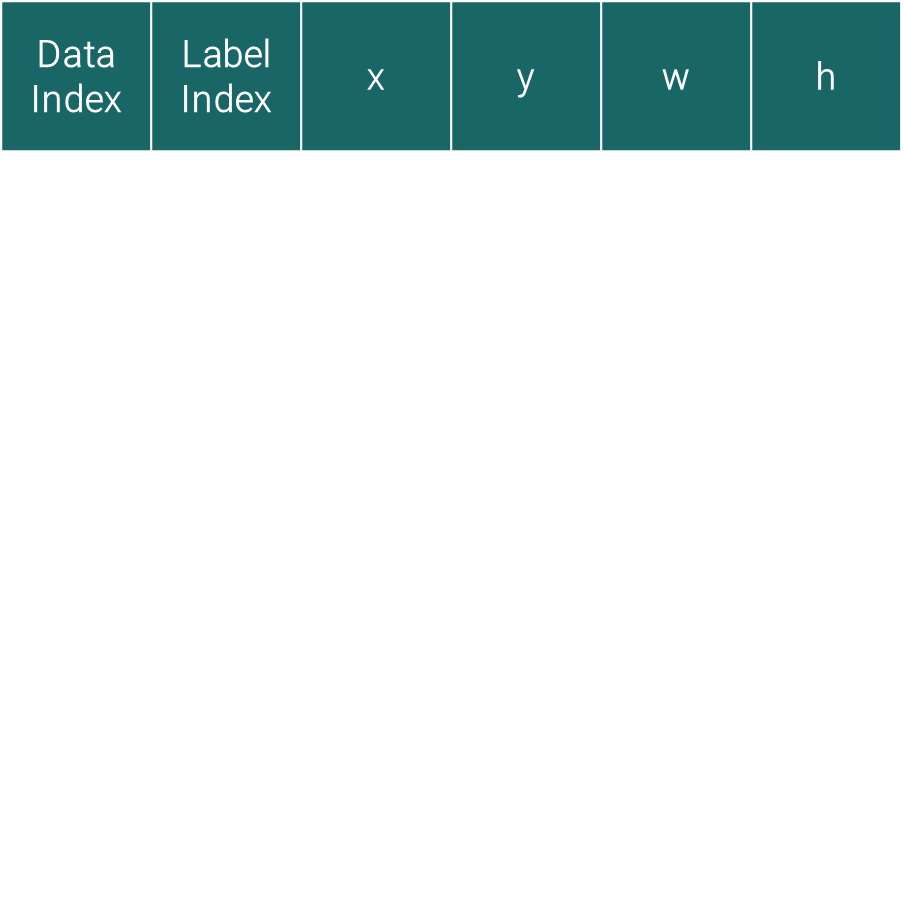 Data Index
Label Index
x
y
w
h